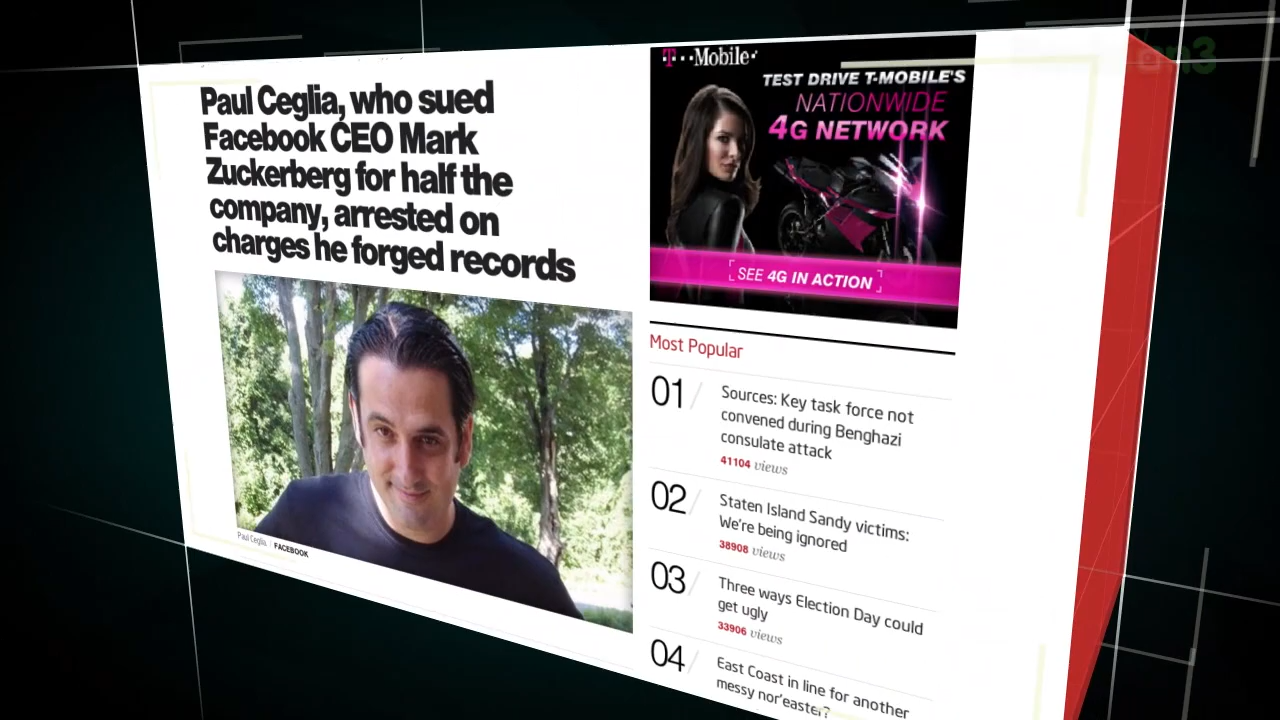 Paul Ceglia, who sued
Facebook CEO Mark
Zuckerberg for half the
company, arrested on
charges he forged records
Paul Ceglia / FACEBOOK
T··Mobile·
TEST DRIVE T-MOBILE'S
NATIONWIDE
4G NETWORK
SEE 4G IN ACTION
Most Popular
01/
Sources: Key task force not
convened during Benghazi
consulate attack
41104 views
02/
Staten Island Sandy victims:
We're being ignored
38908 views
03/
Three ways Election Day could
get ugly
33906 views
04/
East Coast in line for another
messy nor'easter?